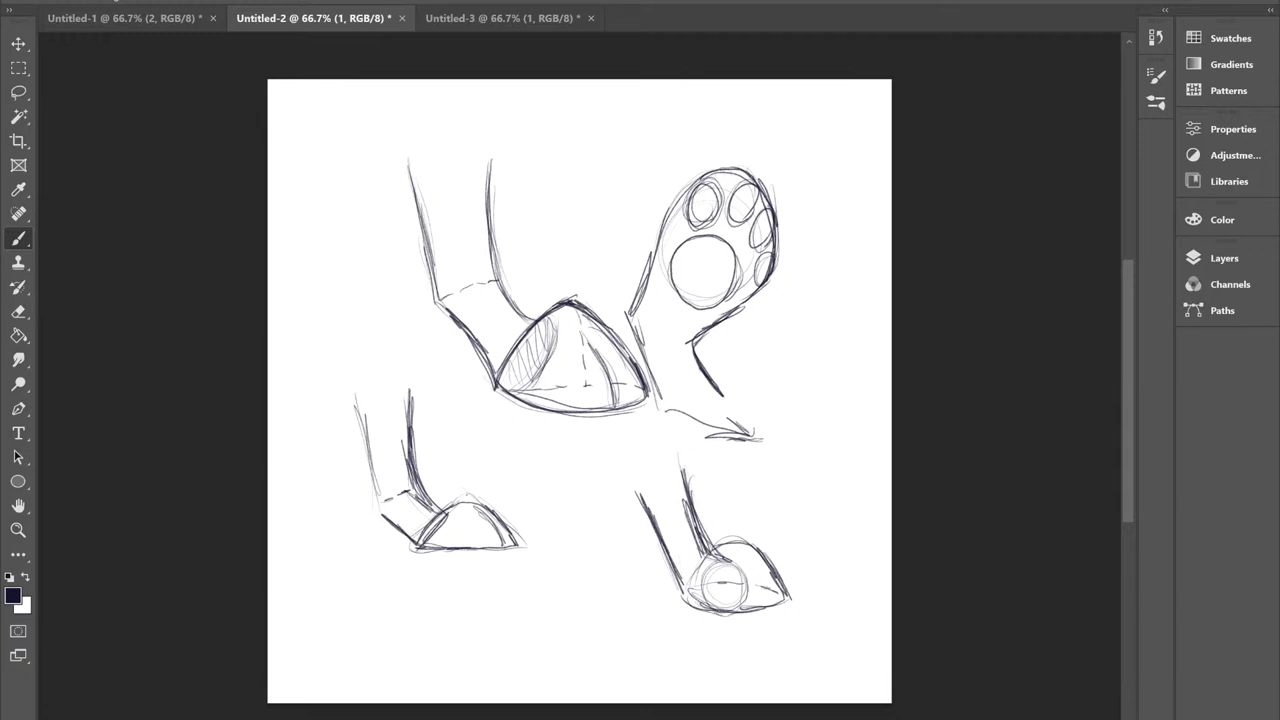 Untitled-1 @ 66.7% (2, RGB/8) * ×
Untitled-2 @ 66.7% (1, RGB/8) * ×
Untitled-3 @ 66.7% (1, RGB/8) * ×
Swatches
Gradients
Patterns
Properties
Adjustme...
Libraries
Color
Layers
Channels
Paths